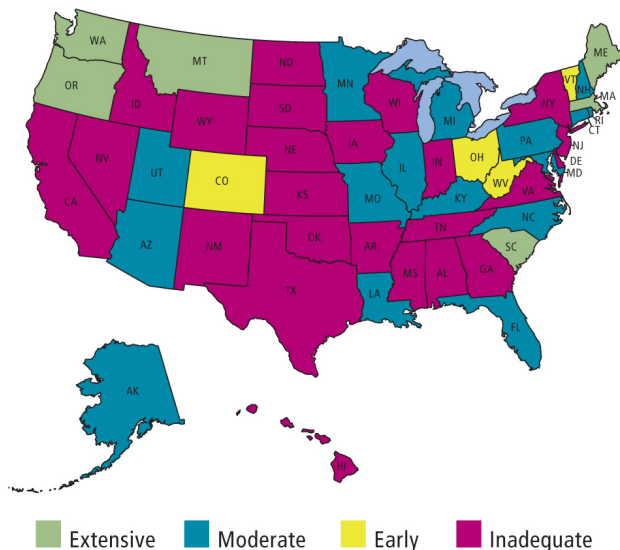 WA
MT
ND
MN
ME
VT
NH
OR
ID
SD
WI
MI
NY
MA
RI
CT
WY
IA
PA
NJ
NE
OH
DE
NV
UT
IL
IN
WV
MD
CO
VA
CA
KS
MO
KY
NC
TN
AZ
NM
OK
AR
SC
MS
AL
GA
TX
LA
FL
AK
HI
Extensive Moderate Early Inadequate